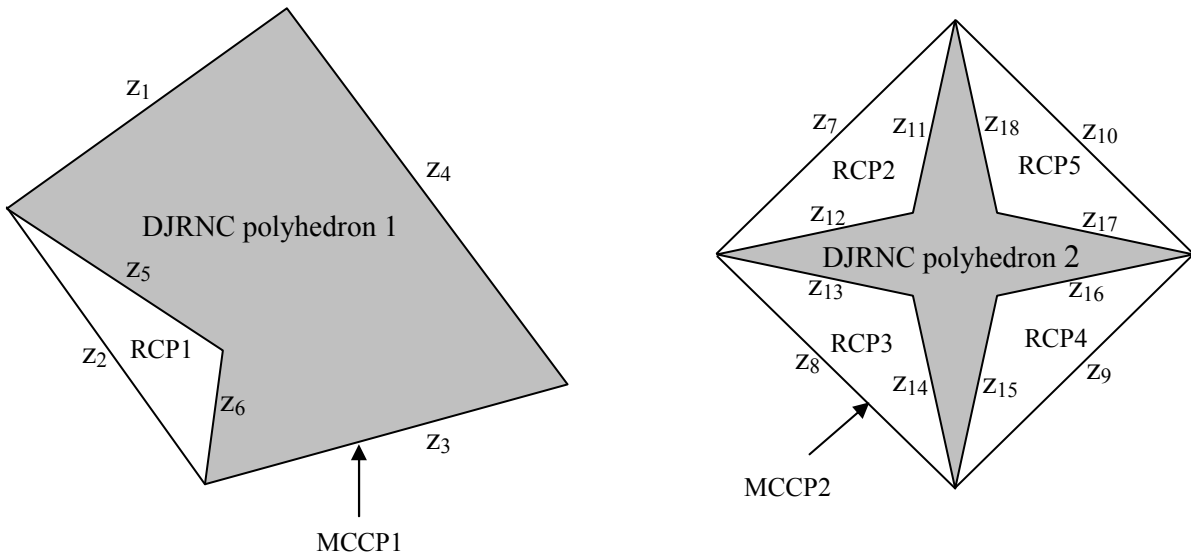 z₁
z₄
DJRNC polyhedron 1
z₅
RCP1
z₂
z₆
z₃
MCCP1
z₇
z₁₁
z₁₈
z₁₀
RCP2
RCP5
z₁₂
z₁₇
DJRNC polyhedron 2
z₁₃
z₁₆
RCP3
RCP4
z₈
z₁₄
z₁₅
z₉
MCCP2